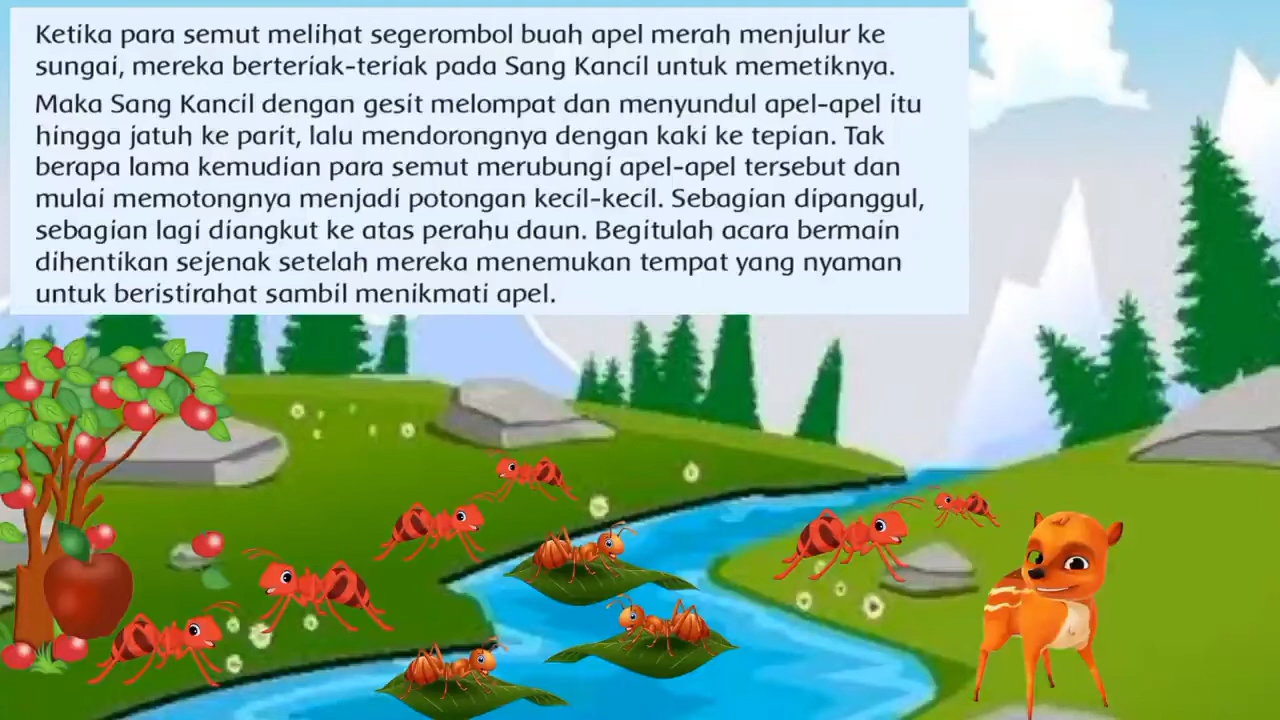 Ketika para semut melihat segerombol buah apel merah menjulur ke
sungai, mereka berteriak-teriak pada Sang Kancil untuk memetiknya.
Maka Sang Kancil dengan gesit melompat dan menyundul apel-apel itu
hingga jatuh ke parit, lalu mendorongnya dengan kaki ke tepian. Tak
berapa lama kemudian para semut merubungi apel-apel tersebut dan
mulai memotongnya menjadi potongan kecil-kecil. Sebagian dipanggul,
sebagian lagi diangkut ke atas perahu daun. Begitulah acara bermain
dihentikan sejenak setelah mereka menemukan tempat yang nyaman
untuk beristirahat sambil menikmati apel.